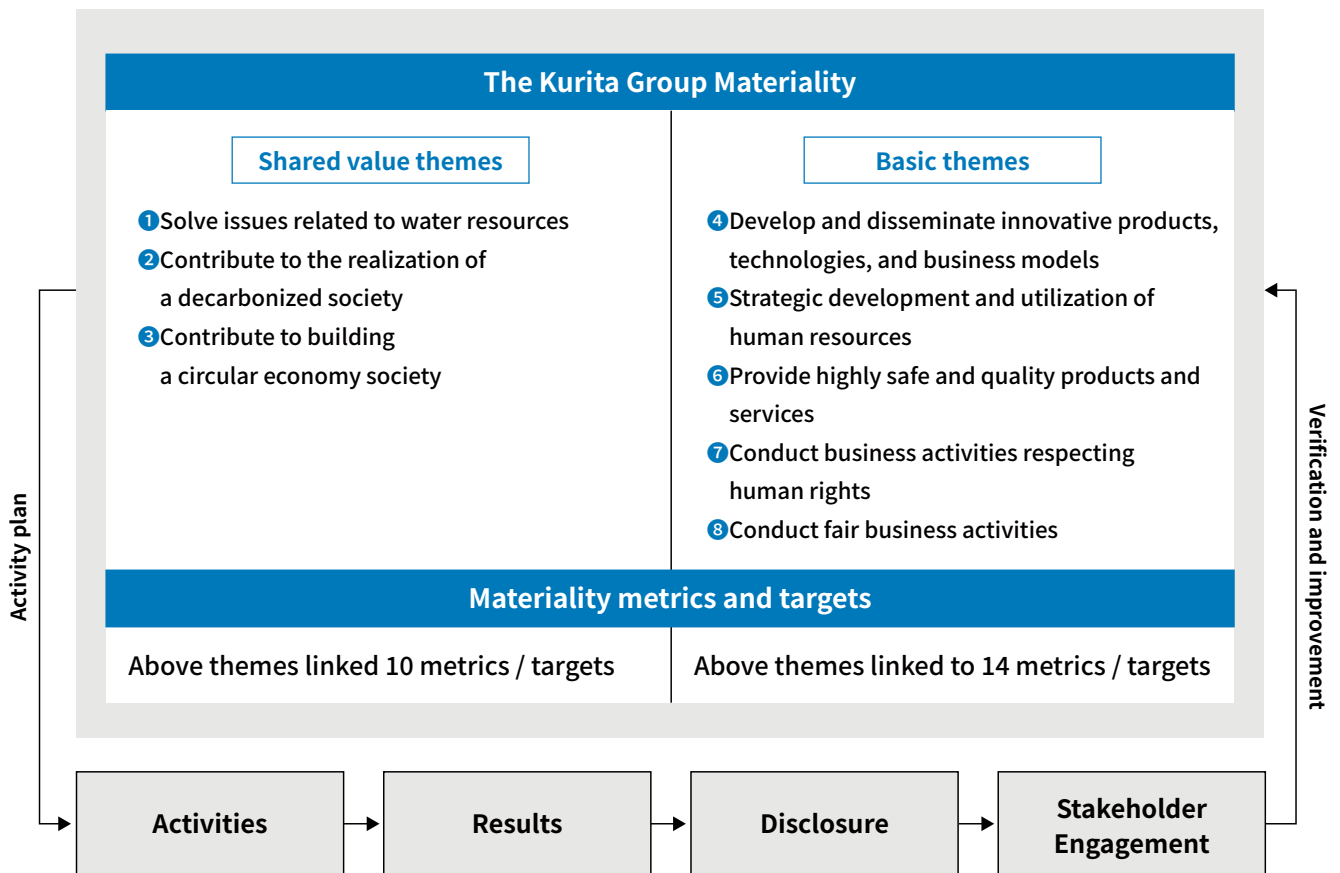 The Kurita Group Materiality
Shared value themes
❶Solve issues related to water resources
❷Contribute to the realization of
a decarbonized society
❸Contribute to building
a circular economy society
Basic themes
❹Develop and disseminate innovative products,
technologies, and business models
❺Strategic development and utilization of
human resources
❻Provide highly safe and quality products and
services
❼Conduct business activities respecting
human rights
❽Conduct fair business activities
Materiality metrics and targets
Above themes linked 10 metrics / targets
Above themes linked to 14 metrics / targets
Activity plan
Activities
Results
Disclosure
Stakeholder
Engagement
Verification and improvement